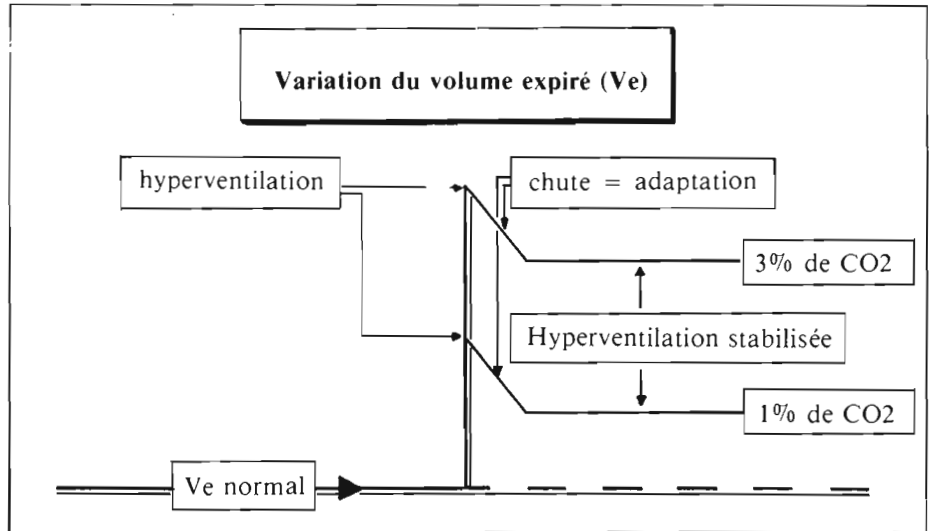 Variation du volume expiré (Ve)
hyperventilation
chute = adaptation
3% de CO2
Hyperventilation stabilisée
1% de CO2
Ve normal